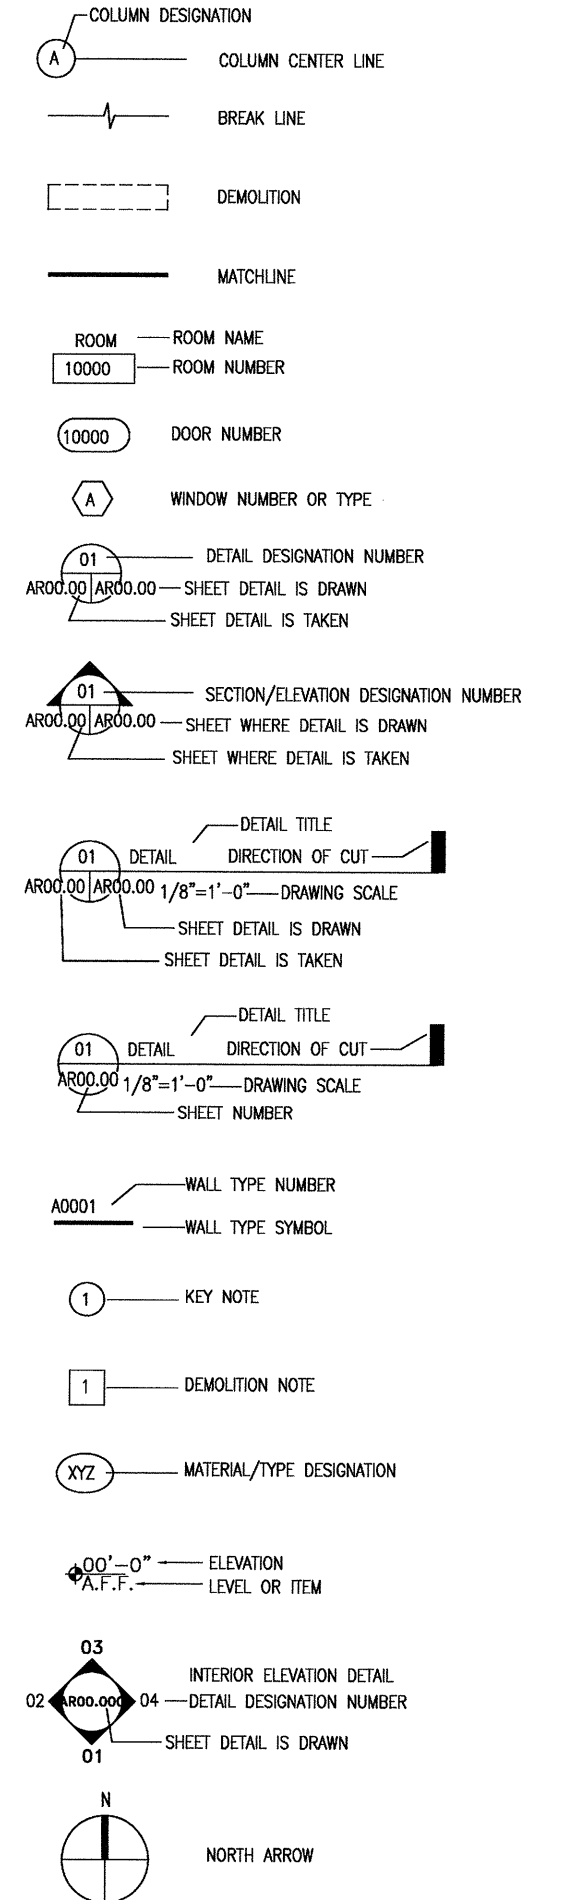 COLUMN DESIGNATION
A COLUMN CENTER LINE
BREAK LINE
DEMOLITION
MATCHLINE
ROOM ROOM NAME
10000 ROOM NUMBER
10000 DOOR NUMBER
A WINDOW NUMBER OR TYPE
01 DETAIL DESIGNATION NUMBER
AR00.00 AR00.00 SHEET DETAIL IS DRAWN
SHEET DETAIL IS TAKEN
01 SECTION/ELEVATION DESIGNATION NUMBER
AR00.00 AR00.00 SHEET WHERE DETAIL IS DRAWN
SHEET WHERE DETAIL IS TAKEN
DETAIL TITLE
01 DETAIL DIRECTION OF CUT
AR00.00 AR00.00 1/8"=1'-0" DRAWING SCALE
SHEET DETAIL IS DRAWN
SHEET DETAIL IS TAKEN
DETAIL TITLE
01 DETAIL DIRECTION OF CUT
AR00.00 1/8"=1'-0" DRAWING SCALE
SHEET NUMBER
WALL TYPE NUMBER
A0001
WALL TYPE SYMBOL
1 KEY NOTE
1 DEMOLITION NOTE
XYZ MATERIAL/TYPE DESIGNATION
00'-0" ELEVATION
A.F.F. LEVEL OR ITEM
03
INTERIOR ELEVATION DETAIL
02 AR00.000 04 DETAIL DESIGNATION NUMBER
SHEET DETAIL IS DRAWN
01
N
NORTH ARROW